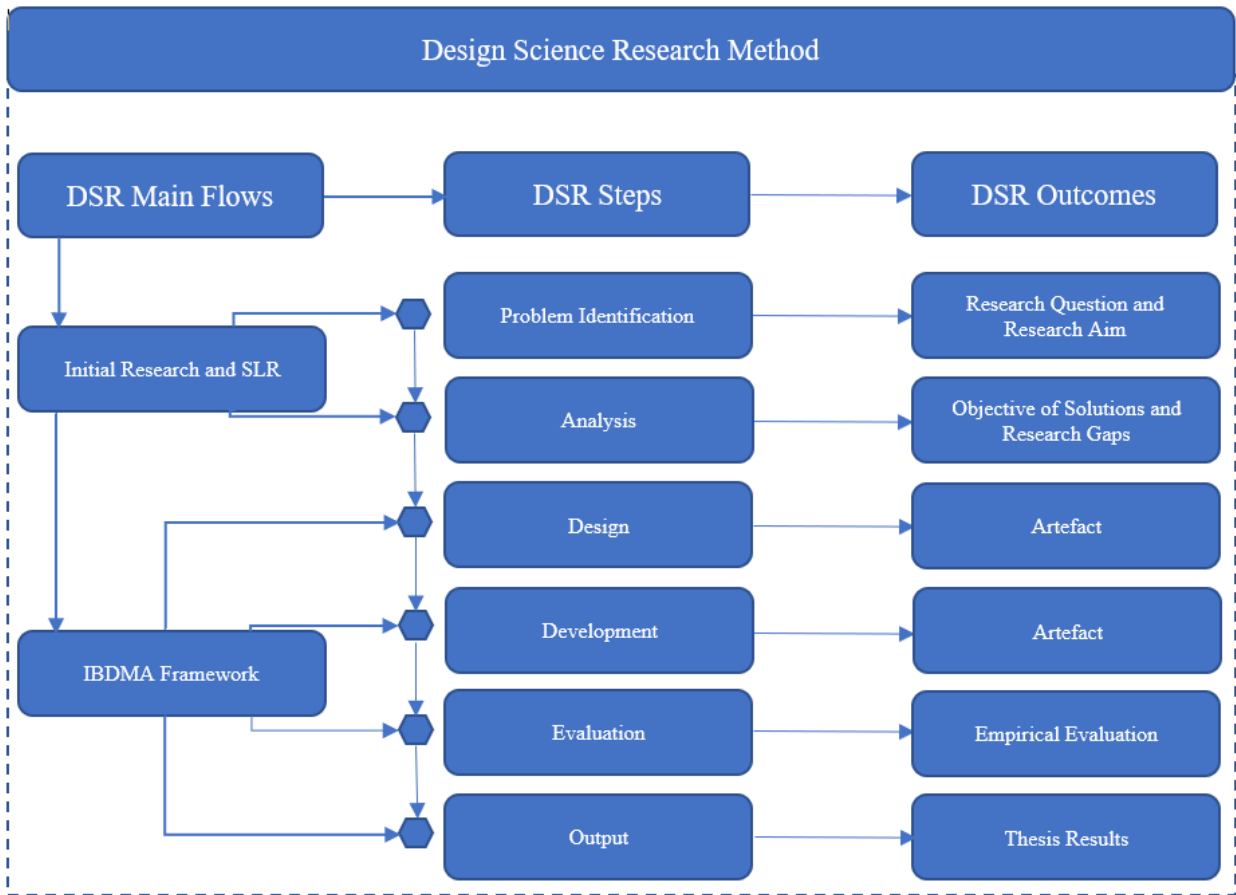 Design Science Research Method
DSR Main Flows
DSR Steps
DSR Outcomes
Initial Research and SLR
Problem Identification
Research Question and
Research Aim
Analysis
Objective of Solutions and
Research Gaps
Design
Artefact
IBDMA Framework
Development
Artefact
Evaluation
Empirical Evaluation
Output
Thesis Results